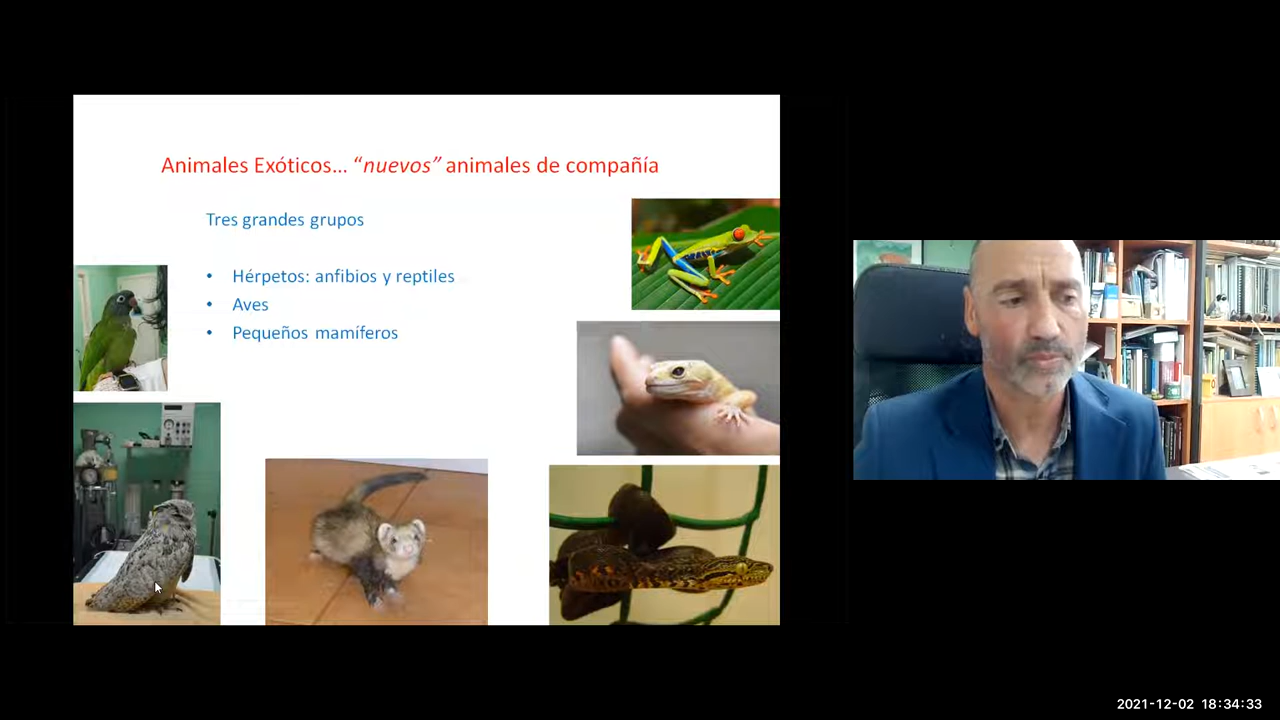 Animales Exóticos... “nuevos” animales de compañía
Tres grandes grupos
• Hérpetos: anfibios y reptiles
• Aves
• Pequeños mamíferos
2021-12-02 18:34:33